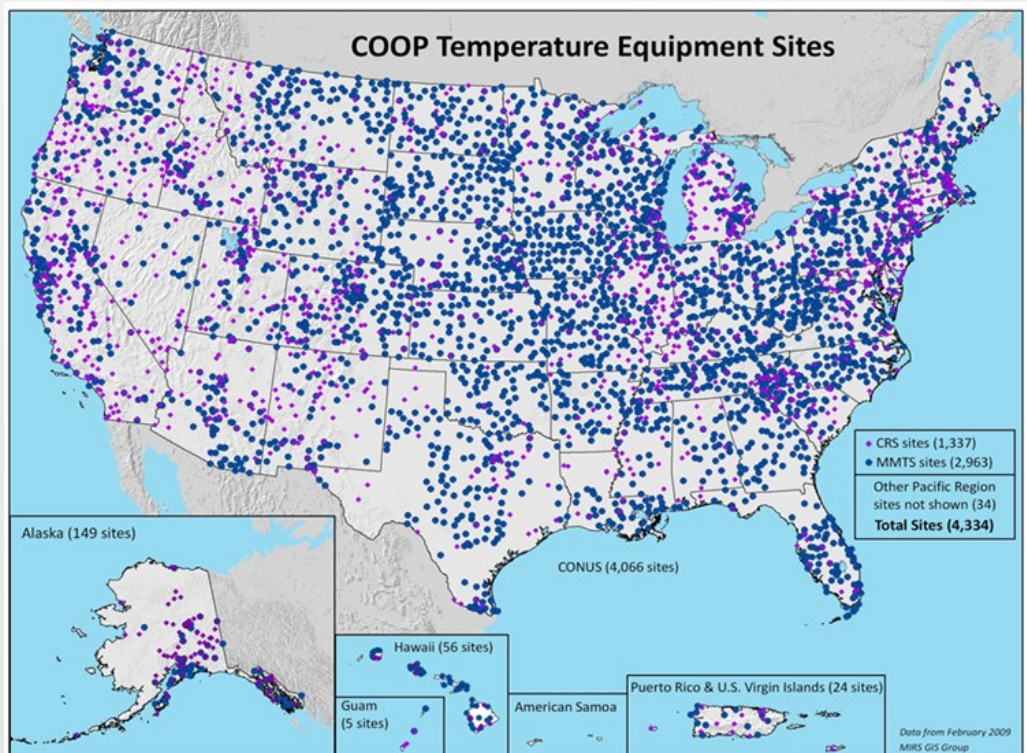 COOP Temperature Equipment Sites
CRS sites (1,337)
MMTS sites (2,963)
Other Pacific Region
sites not shown (34)
Total Sites (4,334)
Alaska (149 sites)
CONUS (4,066 sites)
Hawaii (56 sites)
Guam
(5 sites)
American Samoa
Puerto Rico & U.S. Virgin Islands (24 sites)
Data from February 2009
MIRS GIS Group